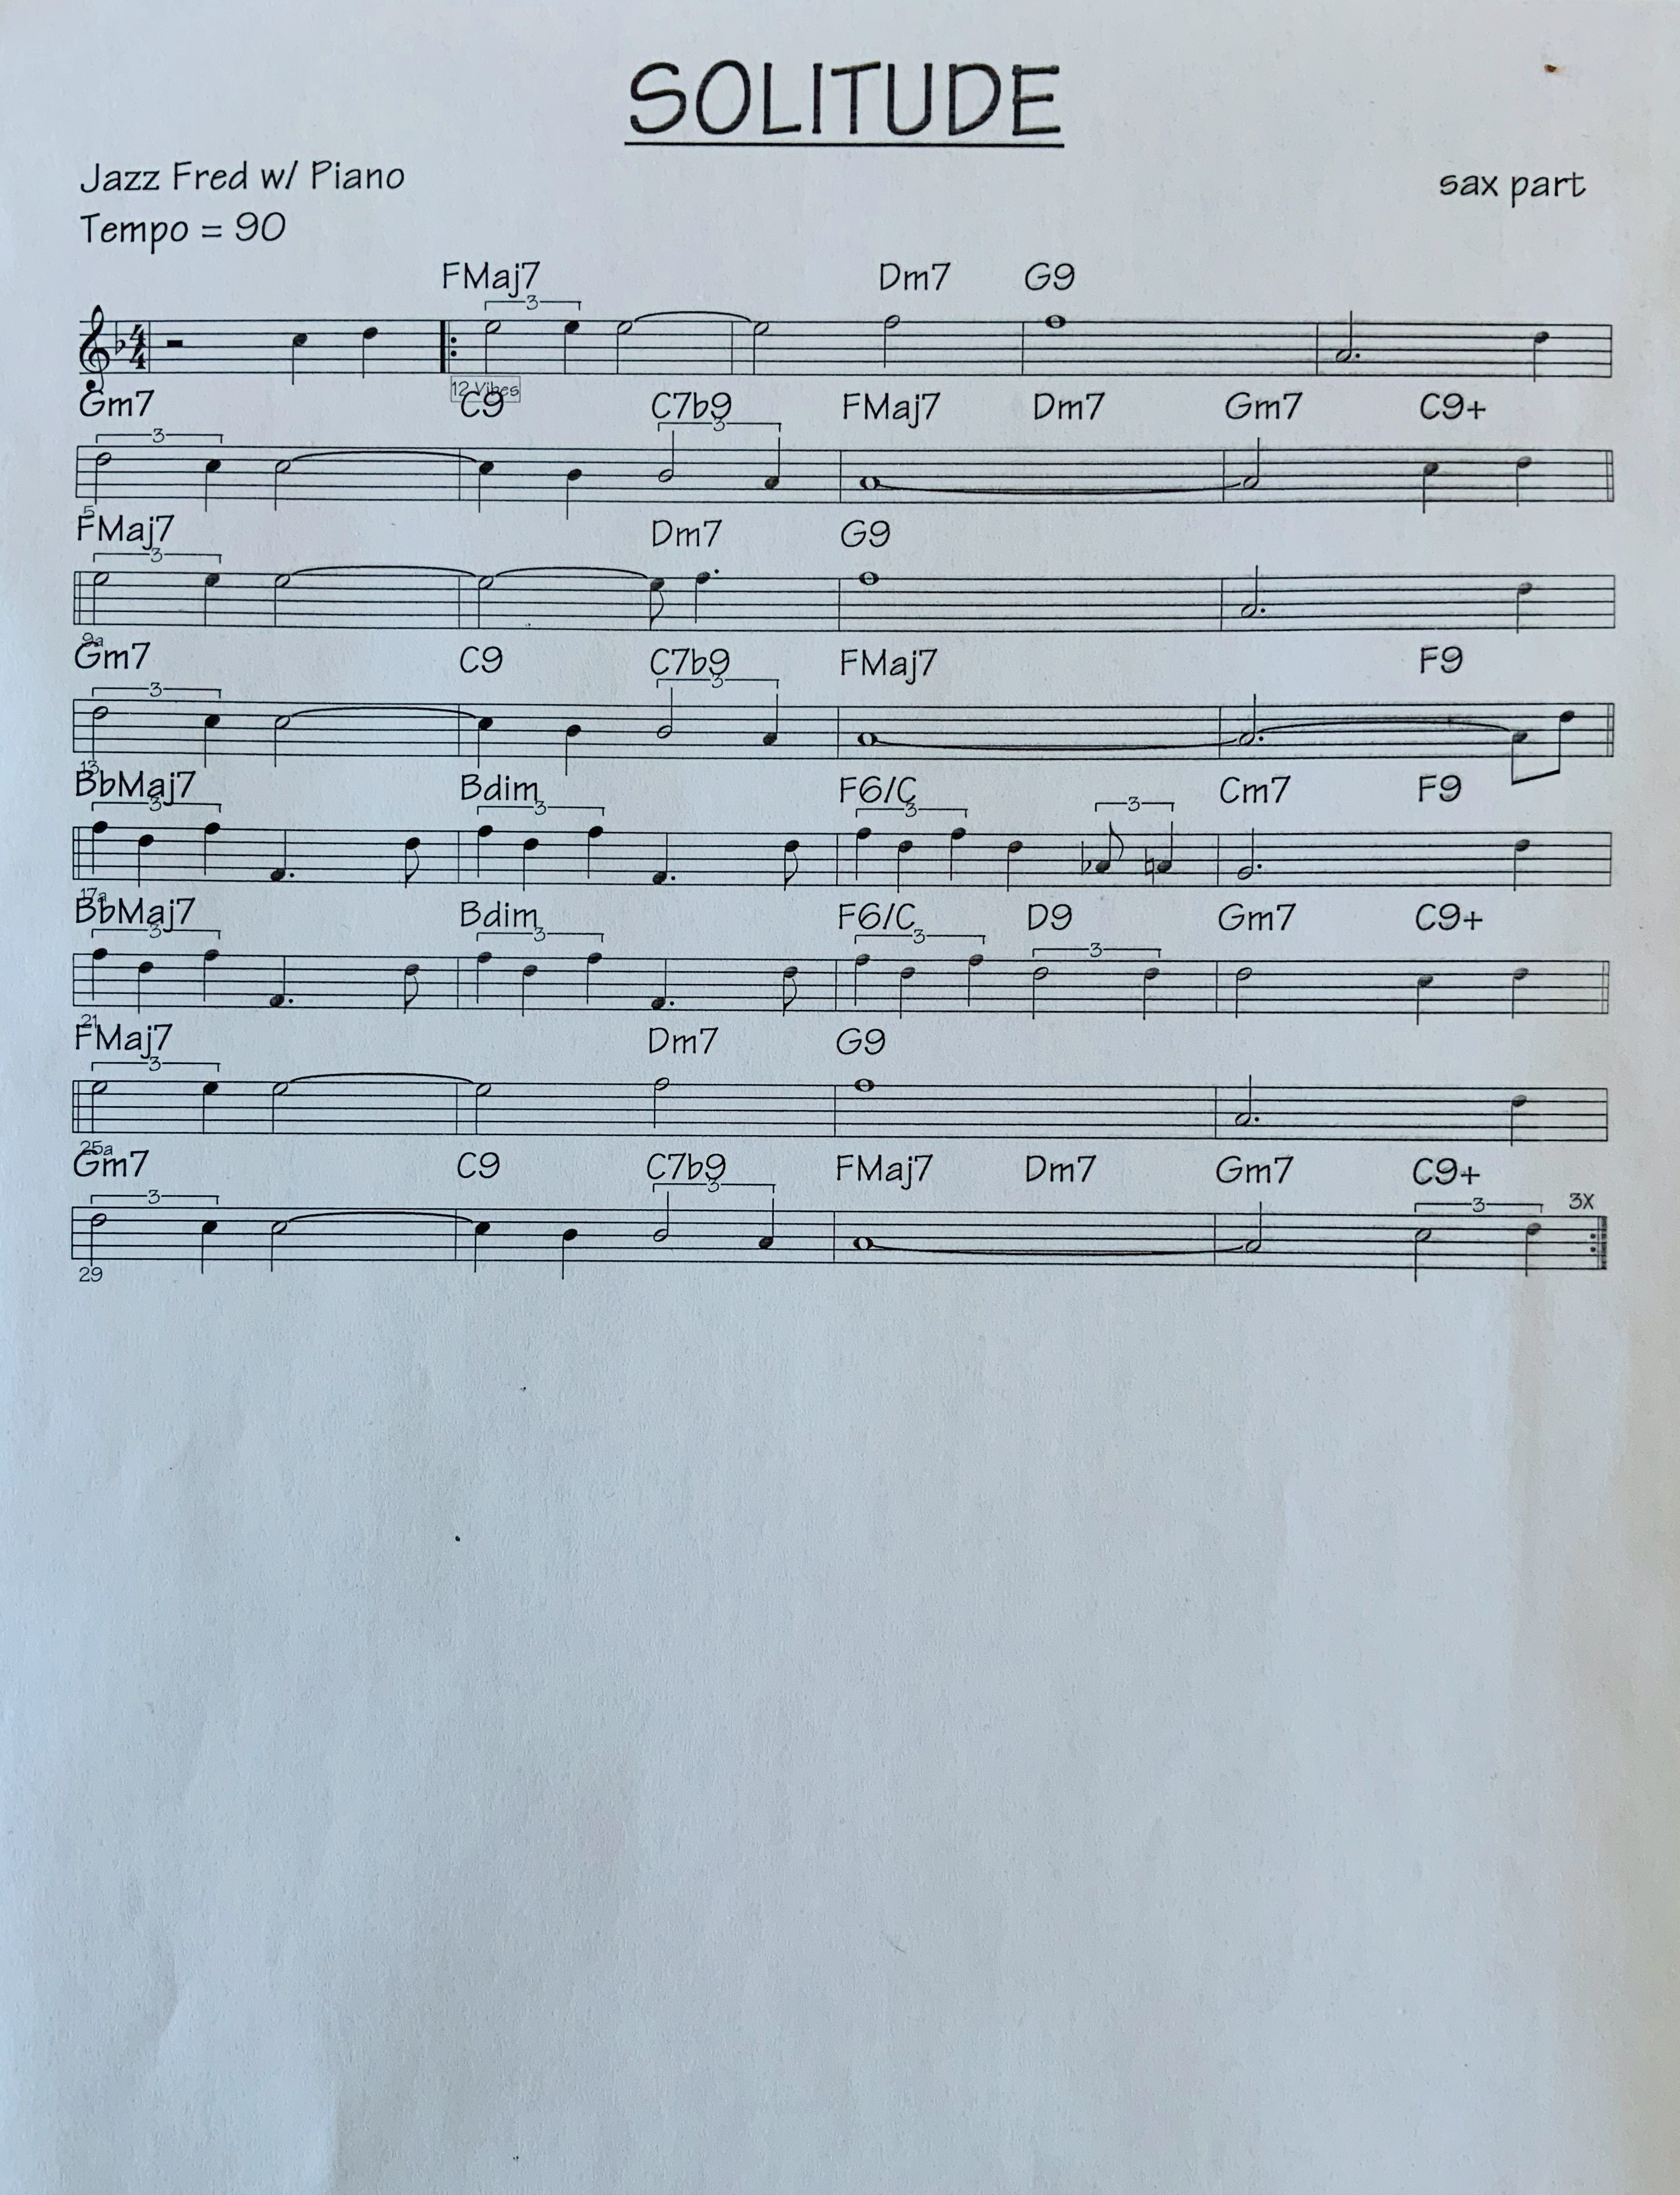 SOLITUDE
Jazz Fred w/ Piano
sax part
Tempo = 90
FMaj7 Dm7 G9
3
4 4
12 Vibes
Gm7 C9 C7b9 FMaj7 Dm7 Gm7 C9+
3 3
5
FMaj7 Dm7 G9
3
9a
Gm7 C9 C7b9 FMaj7 F9
3 3
13
BbMaj7 Bdim F6/C Cm7 F9
3 3 3 3
17a
BbMaj7 Bdim F6/C D9 Gm7 C9+
3 3 3 3
21
FMaj7 Dm7 G9
3
25a
Gm7 C9 C7b9 FMaj7 Dm7 Gm7 C9+
3 3 3 3X
29